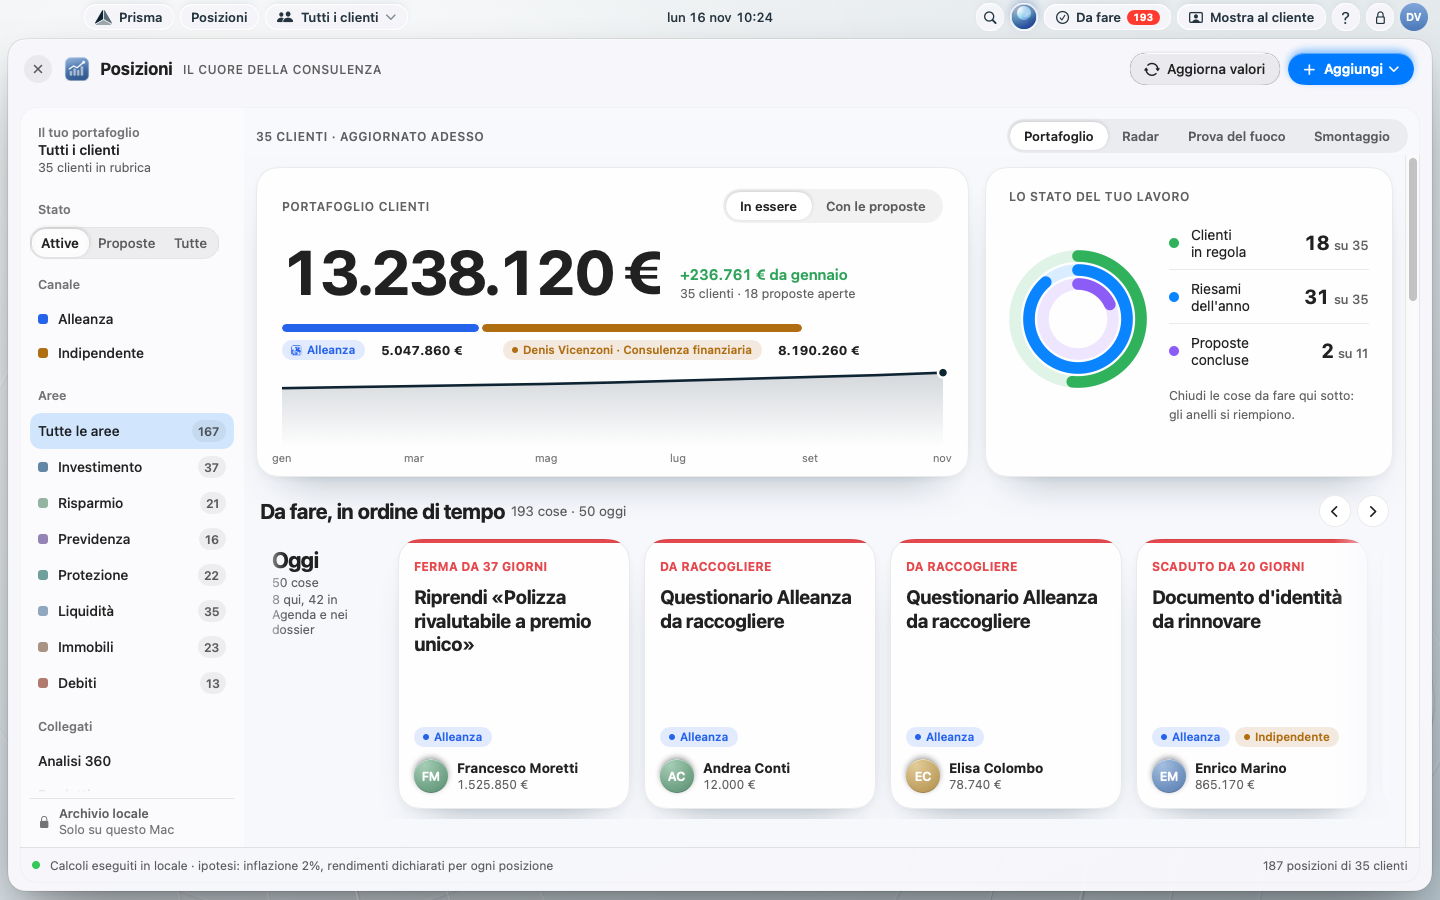 Prisma
Posizioni
Tutti i clienti
lun 16 nov 10:24
Da fare 193
Mostra al cliente
?
DV
Posizioni IL CUORE DELLA CONSULENZA
Aggiorna valori
+ Aggiungi
Il tuo portafoglio
Tutti i clienti
35 clienti in rubrica
Stato
Attive Proposte Tutte
Canale
Alleanza
Indipendente
Aree
Tutte le aree 167
Investimento 37
Risparmio 21
Previdenza 16
Protezione 22
Liquidità 35
Immobili 23
Debiti 13
Collegati
Analisi 360
Archivio locale
Solo su questo Mac
35 CLIENTI · AGGIORNATO ADESSO
Portafoglio Radar Prova del fuoco Smontaggio
PORTAFOGLIO CLIENTI
In essere Con le proposte
13.238.120 €
+236.761 € da gennaio
35 clienti · 18 proposte aperte
Alleanza 5.047.860 €
Denis Vicenzoni · Consulenza finanziaria 8.190.260 €
gen mar mag lug set nov
LO STATO DEL TUO LAVORO
Clienti
in regola
18 su 35
Riesami
dell'anno
31 su 35
Proposte
concluse
2 su 11
Chiudi le cose da fare qui sotto:
gli anelli si riempiono.
Da fare, in ordine di tempo 193 cose · 50 oggi
Oggi
50 cose
8 qui, 42 in
Agenda e nei
dossier
FERMA DA 37 GIORNI
Riprendi «Polizza
rivalutabile a premio
unico»
Alleanza
FM
Francesco Moretti
1.525.850 €
DA RACCOGLIERE
Questionario Alleanza
da raccogliere
Alleanza
AC
Andrea Conti
12.000 €
DA RACCOGLIERE
Questionario Alleanza
da raccogliere
Alleanza
EC
Elisa Colombo
78.740 €
SCADUTO DA 20 GIORNI
Documento d'identità
da rinnovare
Alleanza Indipendente
EM
Enrico Marino
865.170 €
Calcoli eseguiti in locale · ipotesi: inflazione 2%, rendimenti dichiarati per ogni posizione
187 posizioni di 35 clienti